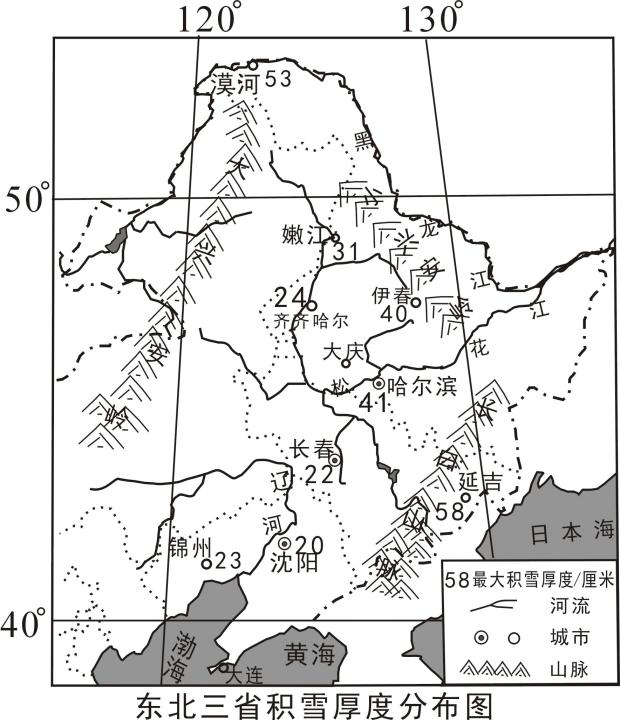 120° 130°
漠河 53
黑
大
50°
小
兴
嫩江
31
龙
兴
安
江
24
齐齐哈尔
伊春
40
岭
江
安
大庆
花
松
哈尔滨
41
岭
长
长春
22
白
辽
延吉
58
河
山
锦州 23
20
沈阳
脉
日本海
58最大积雪厚度/厘米
河流
40°
城市
渤海
黄海
山脉
大连
东北三省积雪厚度分布图